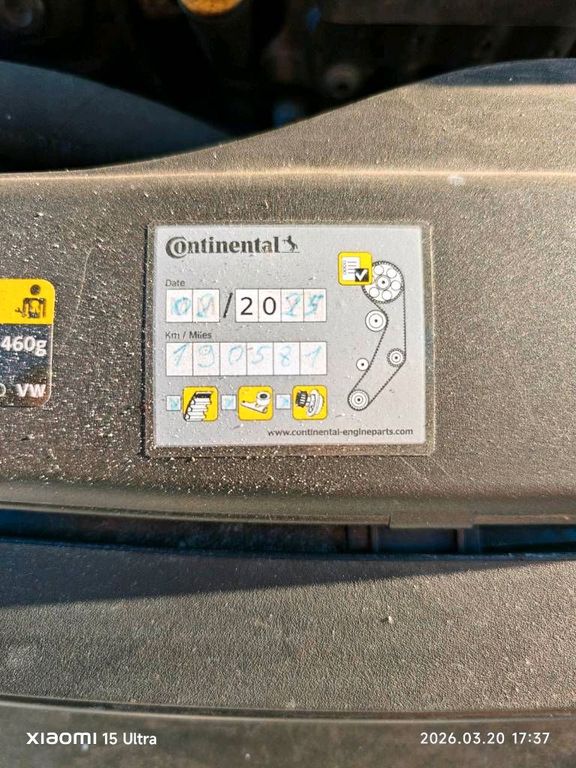 Continental
Date
/2025
Km / Miles
190581
460g
VW
www.continental-engineparts.com
XIAOMI 15 Ultra
2026.03.20 17:37